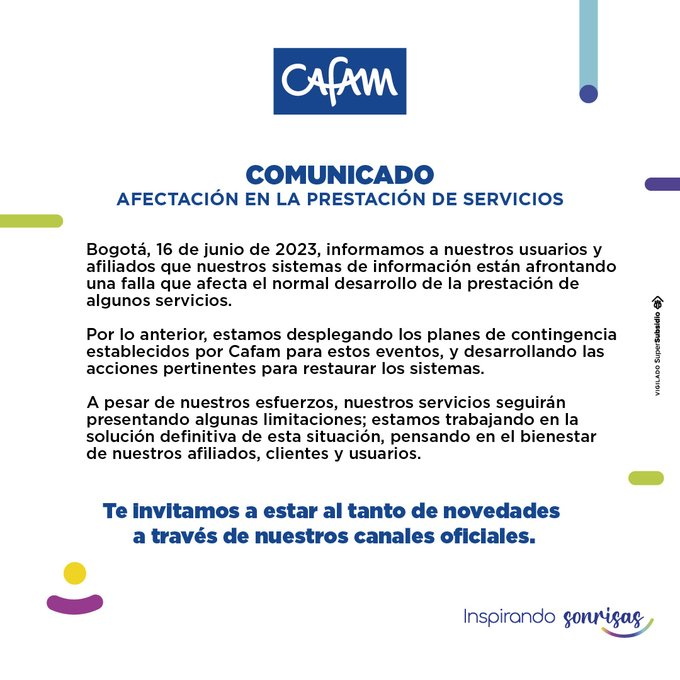 Cafam
COMUNICADO
AFECTACIÓN EN LA PRESTACIÓN DE SERVICIOS
Bogotá, 16 de junio de 2023, informamos a nuestros usuarios y
afiliados que nuestros sistemas de información están afrontando
una falla que afecta el normal desarrollo de la prestación de
algunos servicios.
Por lo anterior, estamos desplegando los planes de contingencia
establecidos por Cafam para estos eventos, y desarrollando las
acciones pertinentes para restaurar los sistemas.
A pesar de nuestros esfuerzos, nuestros servicios seguirán
presentando algunas limitaciones; estamos trabajando en la
solución definitiva de esta situación, pensando en el bienestar
de nuestros afiliados, clientes y usuarios.
Te invitamos a estar al tanto de novedades
a través de nuestros canales oficiales.
VIGILADO SuperSubsidio
Inspirando sonrisas